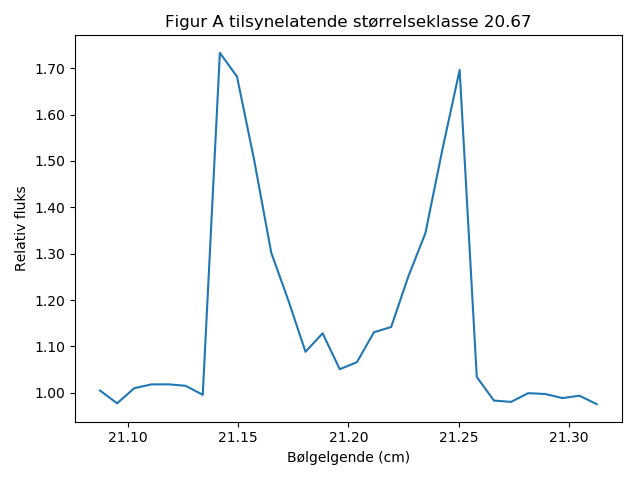 Figur A tilsynelatende størrelseklasse 20.67
1.70
1.60
1.50
1.40
1.30
1.20
1.10
1.00
Relativ fluks
21.10 21.15 21.20 21.25 21.30
Bølgelgende (cm)